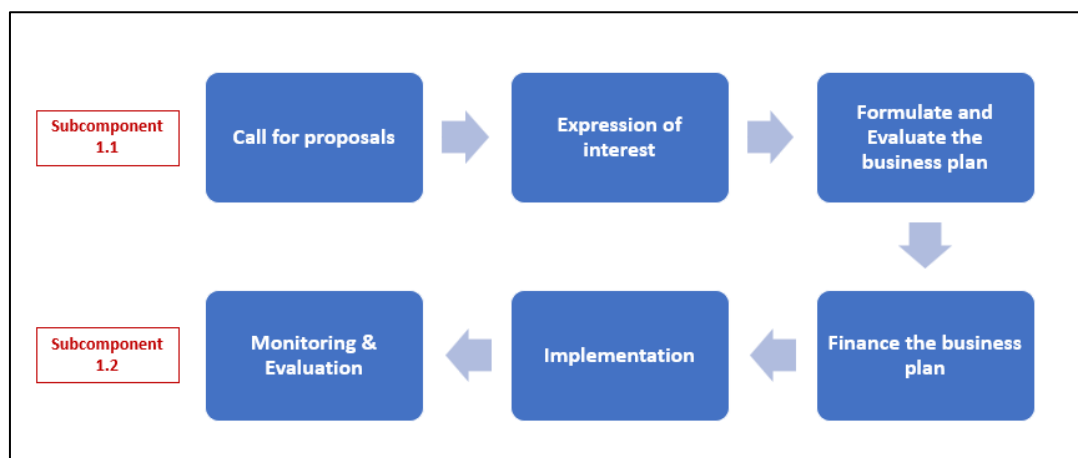 Subcomponent
1.1
Call for proposals
Expression of
interest
Formulate and
Evaluate the
business plan
Subcomponent
1.2
Monitoring &
Evaluation
Implementation
Finance the business
plan